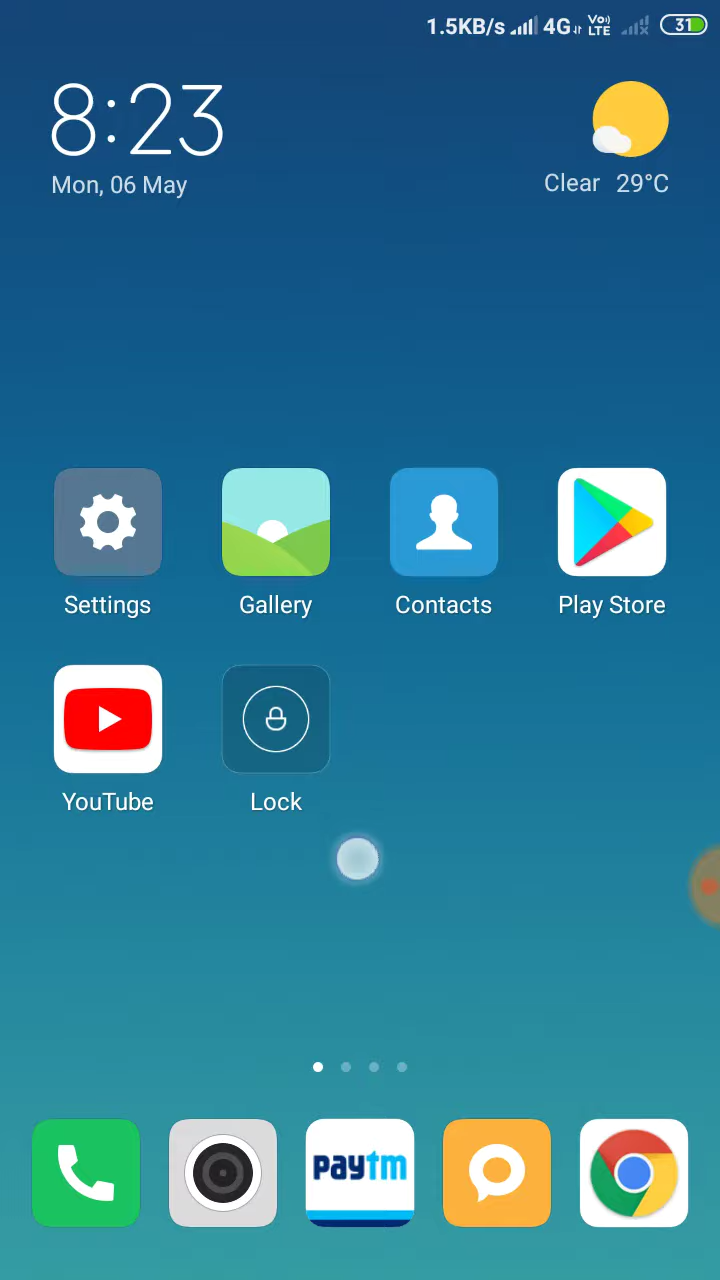 1.5KB/s 4G Vo)) LTE 31
8:23
Mon, 06 May
Clear 29°C
Settings Gallery Contacts Play Store
YouTube Lock
paytm